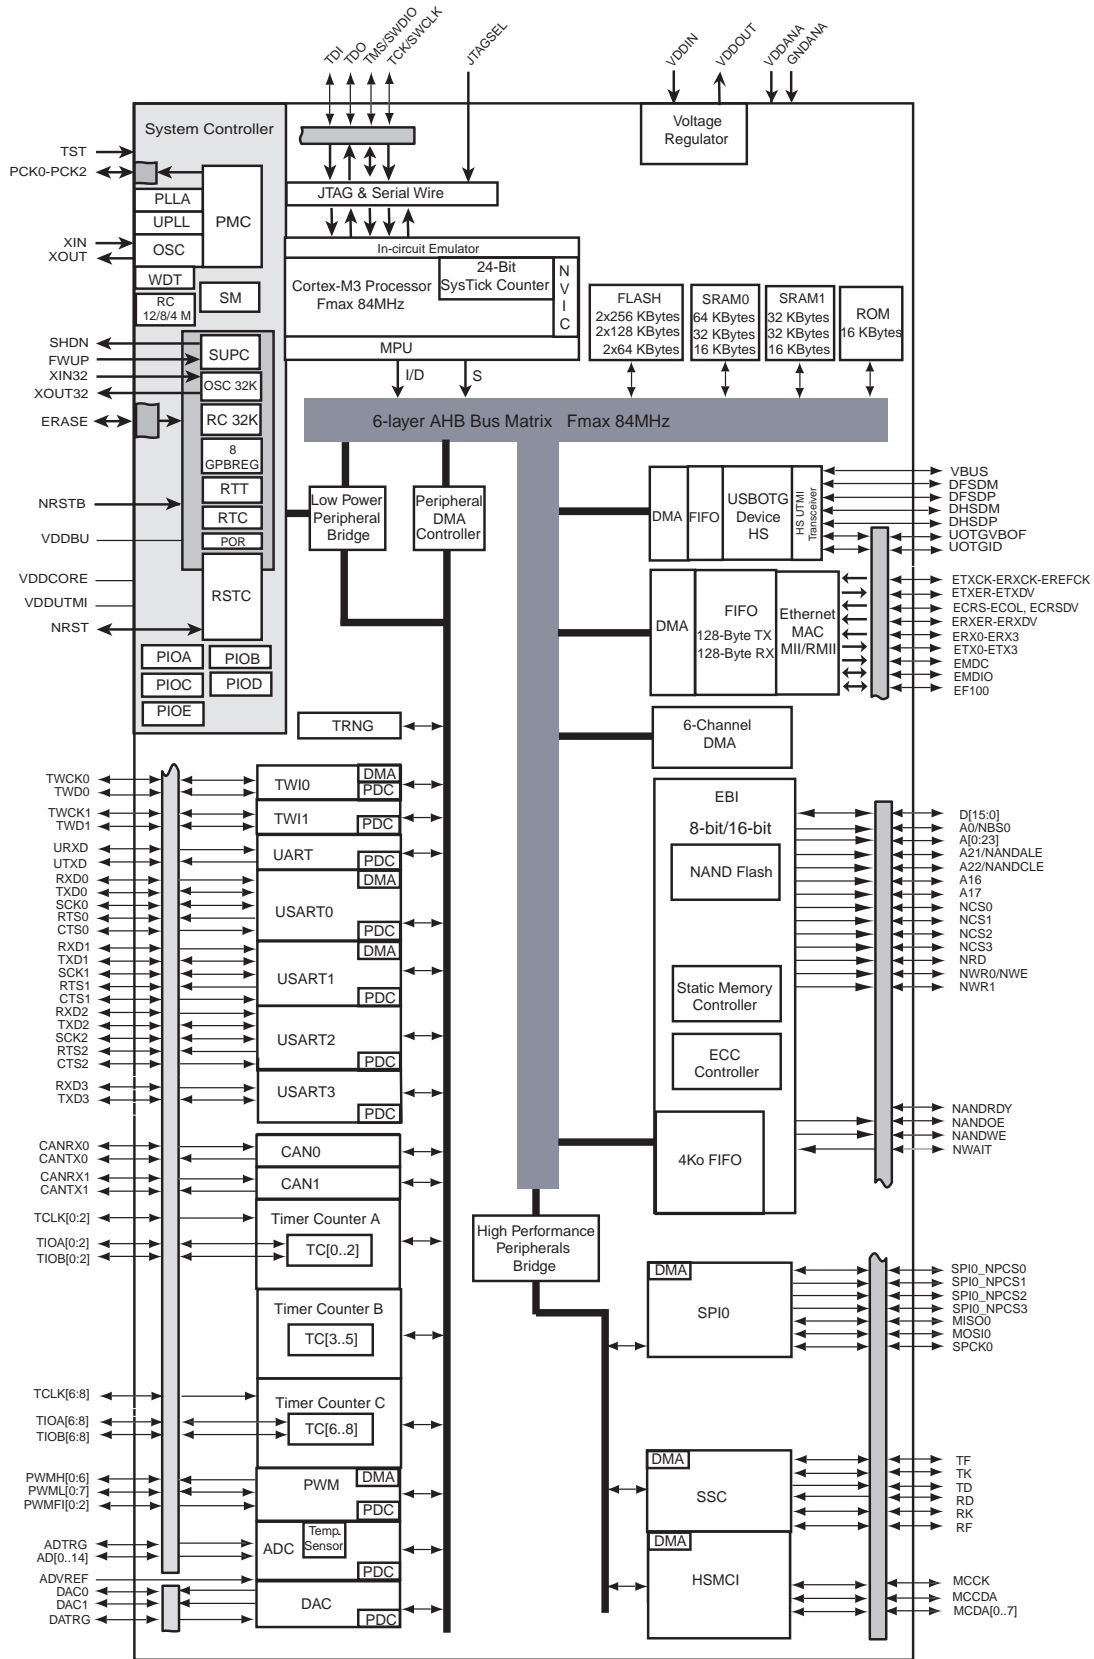 TDI
TDO
TMS/SWDIO
TCK/SWCLK
JTAGSEL
VDDIN
VDDOUT
VDDANA
GNDANA
System Controller
Voltage
Regulator
TST
PCK0-PCK2
PLLA
UPLL
PMC
XIN
XOUT
OSC
WDT
RC
12/8/4 M
SM
SHDN
FWUP
XIN32
XOUT32
SUPC
OSC 32K
ERASE
RC 32K
8
GPBREG
RTT
NRSTB
RTC
VDDBU
POR
VDDCORE
VDDUTMI
RSTC
NRST
PIOA
PIOB
PIOC
PIOD
PIOE
JTAG & Serial Wire
In-circuit Emulator
Cortex-M3 Processor
Fmax 84MHz
24-Bit
SysTick Counter
N
V
I
C
MPU
I/D
S
FLASH
2x256 KBytes
2x128 KBytes
2x64 KBytes
SRAM0
64 KBytes
32 KBytes
16 KBytes
SRAM1
32 KBytes
32 KBytes
16 KBytes
ROM
16 KBytes
6-layer AHB Bus Matrix Fmax 84MHz
Low Power
Peripheral
Bridge
Peripheral
DMA
Controller
DMA
FIFO
USBOTG
Device
HS
HS UTMI
Transceiver
VBUS
DFSDM
DFSDP
DHSDM
DHSDP
UOTGVBOF
UOTGID
DMA
FIFO
128-Byte TX
128-Byte RX
Ethernet
MAC
MII/RMII
ETXCK-ERXCK-EREFCK
ETXER-ETXDV
ECRS-ECOL, ECRSDV
ERXER-ERXDV
ERX0-ERX3
ETX0-ETX3
EMDC
EMDIO
EF100
TRNG
6-Channel
DMA
TWCK0
TWD0
TWI0
DMA
PDC
TWCK1
TWD1
TWI1
PDC
URXD
UTXD
UART
PDC
RXD0
TXD0
SCK0
RTS0
CTS0
USART0
DMA
PDC
RXD1
TXD1
SCK1
RTS1
CTS1
USART1
DMA
PDC
RXD2
TXD2
SCK2
RTS2
CTS2
USART2
PDC
RXD3
TXD3
USART3
PDC
CANRX0
CANTX0
CAN0
CANRX1
CANTX1
CAN1
TCLK[0:2]
TIOA[0:2]
TIOB[0:2]
Timer Counter A
TC[0..2]
Timer Counter B
TC[3..5]
TCLK[6:8]
TIOA[6:8]
TIOB[6:8]
Timer Counter C
TC[6..8]
PWMH[0:6]
PWML[0:7]
PWMFI[0:2]
PWM
DMA
PDC
ADTRG
AD[0..14]
ADC
Temp.
Sensor
PDC
ADVREF
DAC0
DAC1
DATRG
DAC
PDC
EBI
8-bit/16-bit
NAND Flash
Static Memory
Controller
ECC
Controller
4Ko FIFO
D[15:0]
A0/NBS0
A[0:23]
A21/NANDALE
A22/NANDCLE
A16
A17
NCS0
NCS1
NCS2
NCS3
NRD
NWR0/NWE
NWR1
NANDRDY
NANDOE
NANDWE
NWAIT
High Performance
Peripherals
Bridge
DMA
SPI0
SPI0_NPCS0
SPI0_NPCS1
SPI0_NPCS2
SPI0_NPCS3
MISO0
MOSI0
SPCK0
DMA
SSC
TF
TK
TD
RD
RK
RF
DMA
HSMCI
MCCK
MCCDA
MCDA[0..7]